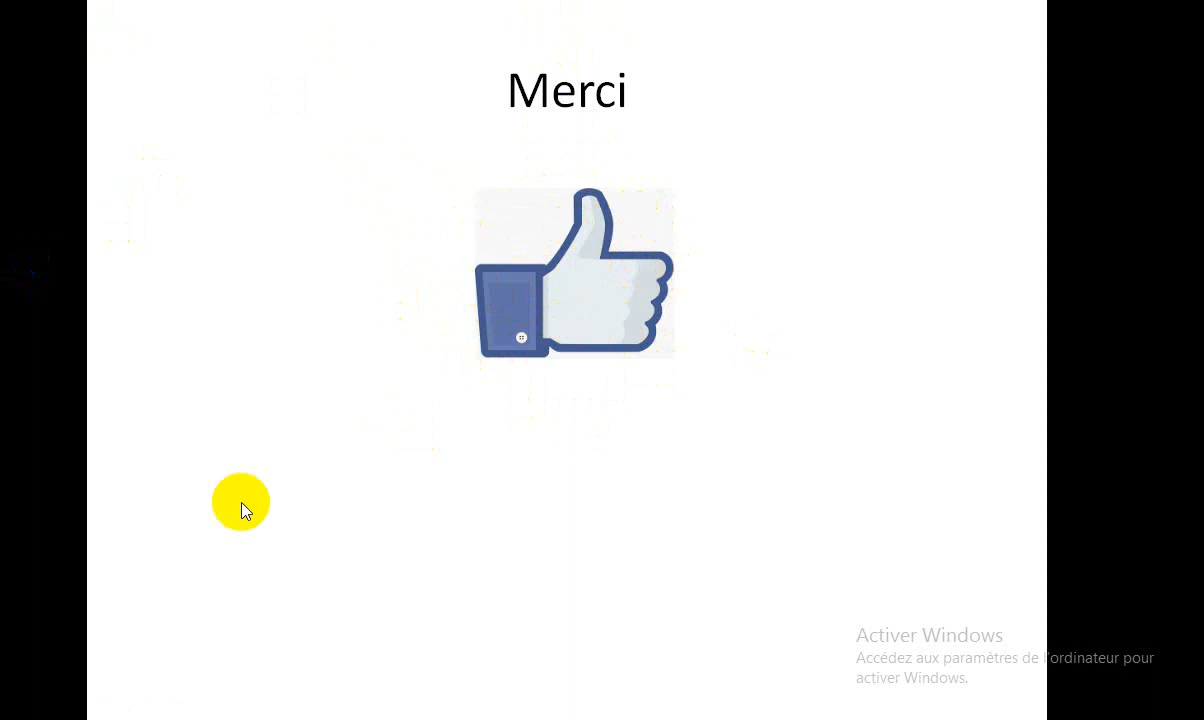 Merci
Activer Windows
Accédez aux paramètres de l'ordinateur pour
activer Windows.